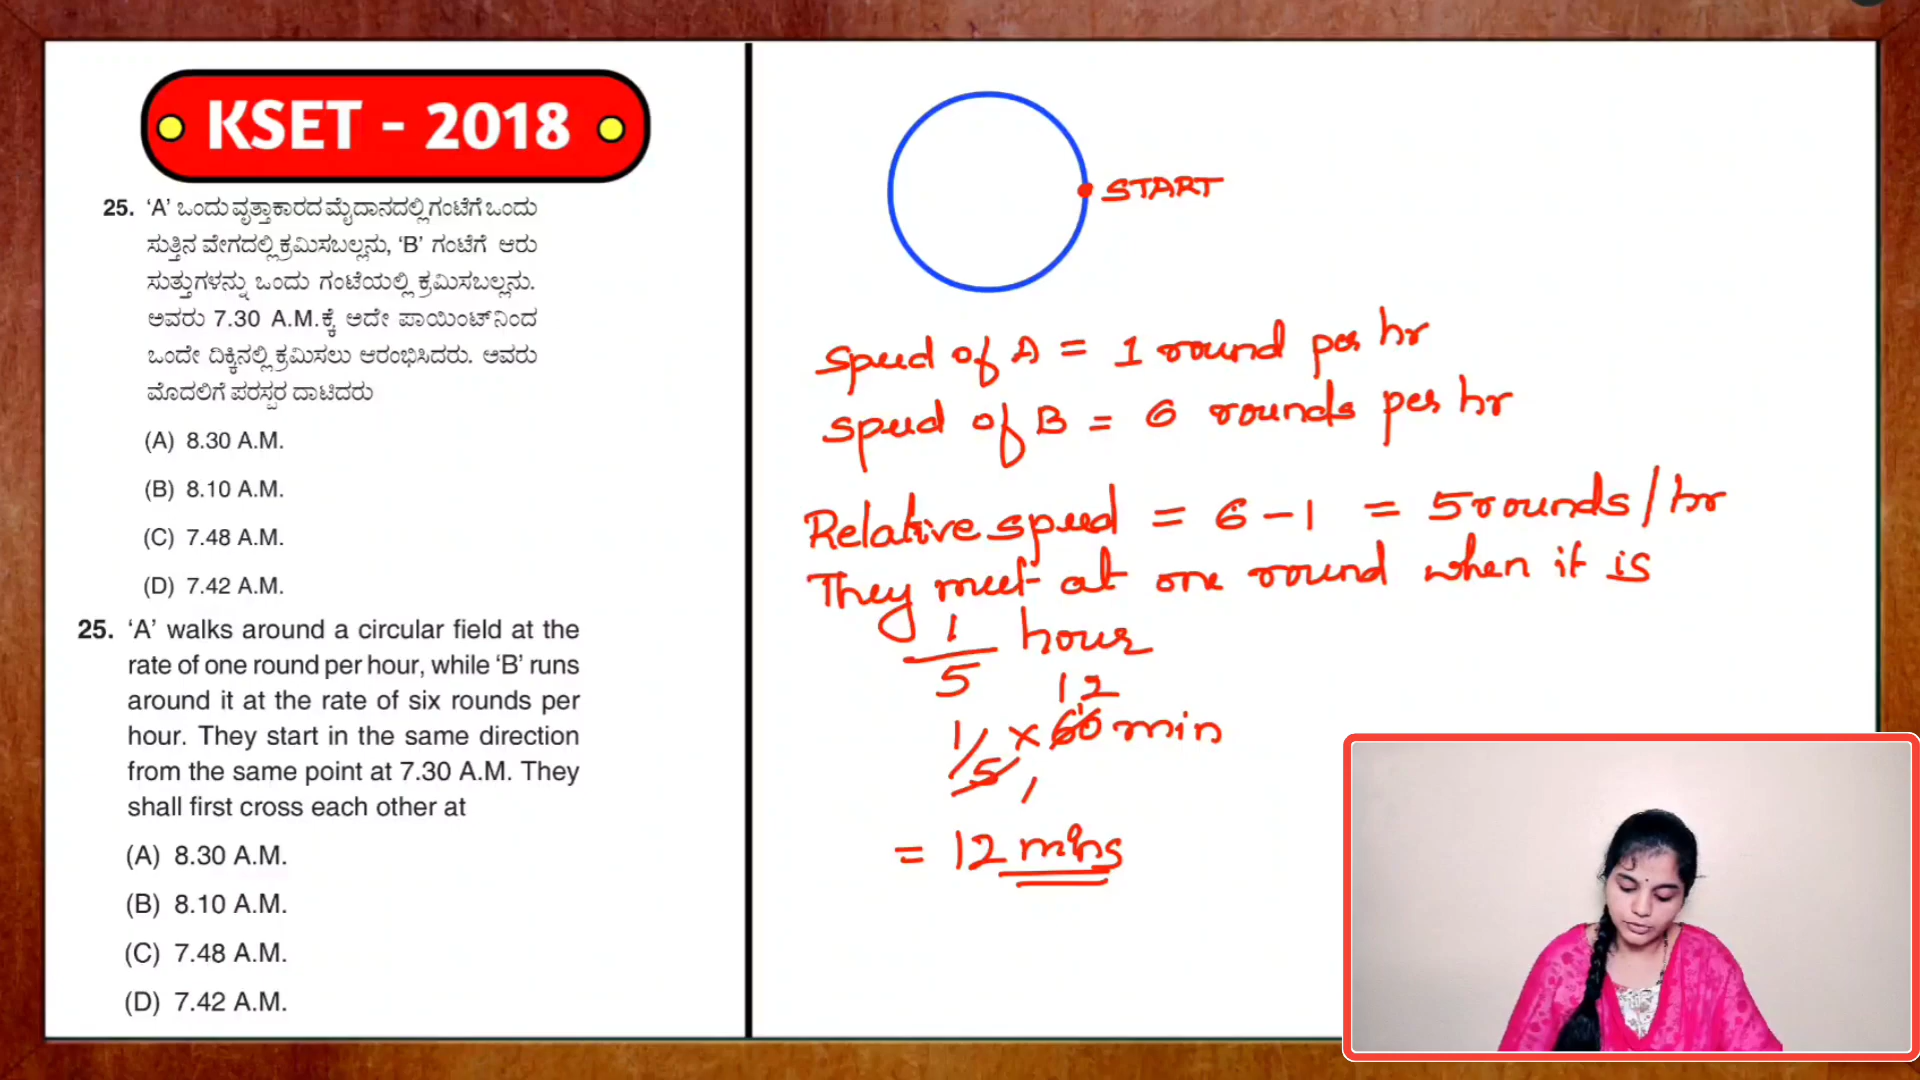 KSET - 2018
25. 'A' ಒಂದು ವೃತ್ತಾಕಾರದ ಮೈದಾನದಲ್ಲಿ ಗಂಟೆಗೆ ಒಂದು
ಸುತ್ತಿನ ವೇಗದಲ್ಲಿ ಕ್ರಮಿಸಬಲ್ಲನು, 'B' ಗಂಟೆಗೆ ಆರು
ಸುತ್ತುಗಳನ್ನು ಒಂದು ಗಂಟೆಯಲ್ಲಿ ಕ್ರಮಿಸಬಲ್ಲನು.
ಅವರು 7.30 A.M.ಕ್ಕೆ ಅದೇ ಪಾಯಿಂಟ್‌ನಿಂದ
ಒಂದೇ ದಿಕ್ಕಿನಲ್ಲಿ ಕ್ರಮಿಸಲು ಆರಂಭಿಸಿದರು. ಅವರು
ಮೊದಲಿಗೆ ಪರಸ್ಪರ ದಾಟಿದರು
(A) 8.30 A.M.
(B) 8.10 A.M.
(C) 7.48 A.M.
(D) 7.42 A.M.
25. 'A' walks around a circular field at the
rate of one round per hour, while 'B' runs
around it at the rate of six rounds per
hour. They start in the same direction
from the same point at 7.30 A.M. They
shall first cross each other at
(A) 8.30 A.M.
(B) 8.10 A.M.
(C) 7.48 A.M.
(D) 7.42 A.M.
START
Speed of A = 1 round per hr
Speed of B = 6 rounds per hr
Relative speed = 6 - 1 = 5 rounds/hr
They meet at one round when it is
1/5 hour
12
1/5 × 60 min
1
= 12 mins